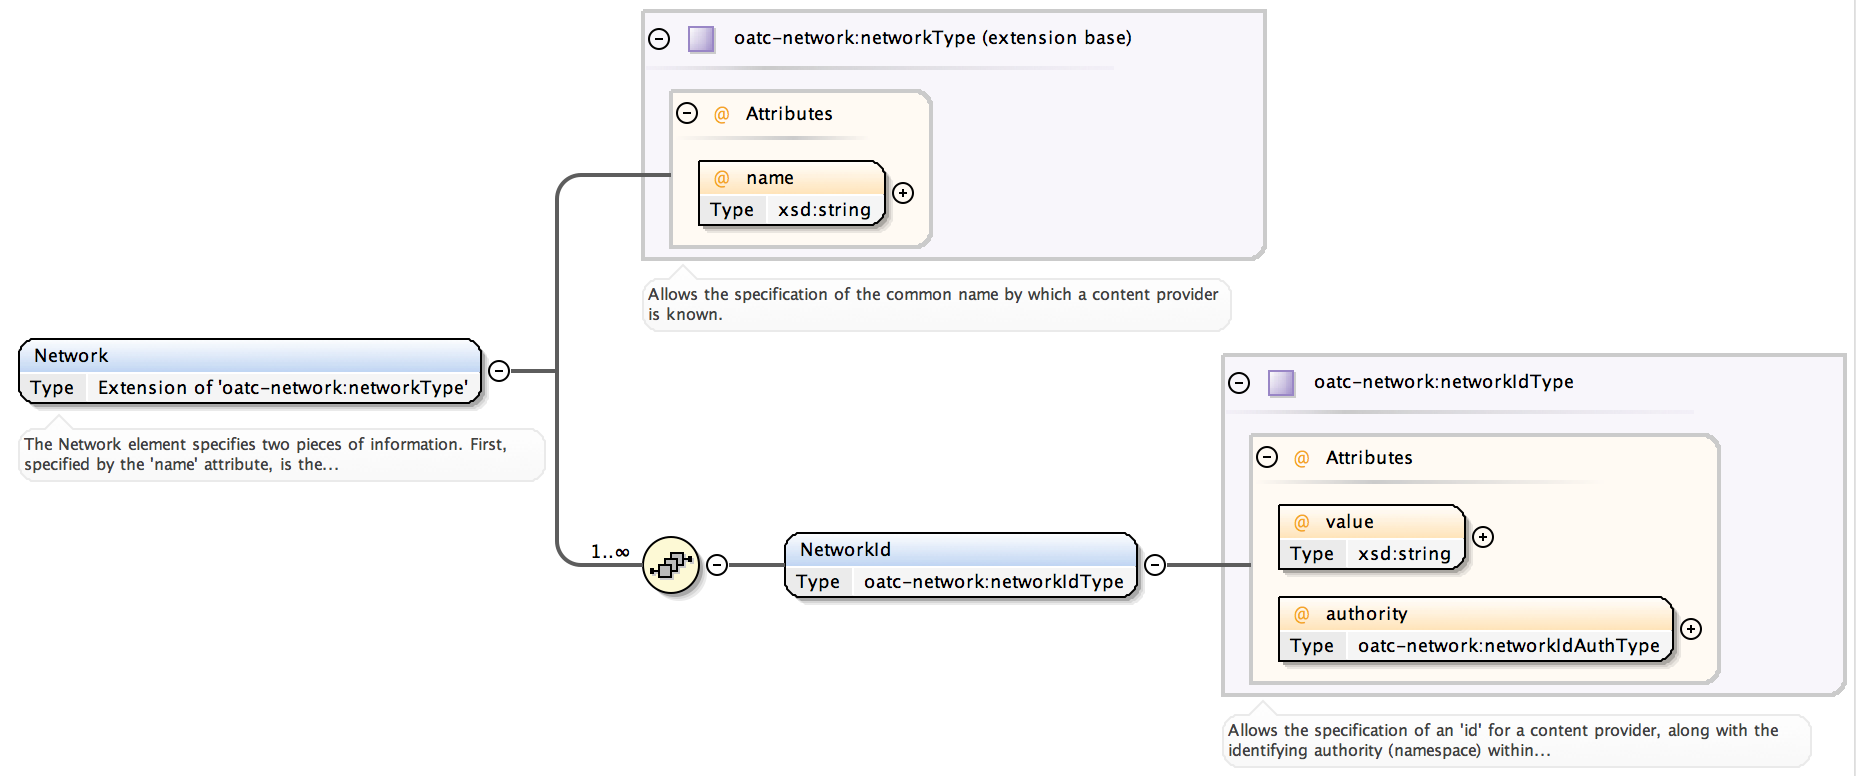 oatc-network:networkType (extension base)
@ Attributes
@ name
Type xsd:string
Allows the specification of the common name by which a content provider
is known.
Network
Type Extension of 'oatc-network:networkType'
The Network element specifies two pieces of information. First,
specified by the 'name' attribute, is the...
1..∞
NetworkId
Type oatc-network:networkIdType
oatc-network:networkIdType
@ Attributes
@ value
Type xsd:string
@ authority
Type oatc-network:networkIdAuthType
Allows the specification of an 'id' for a content provider, along with the
identifying authority (namespace) within...